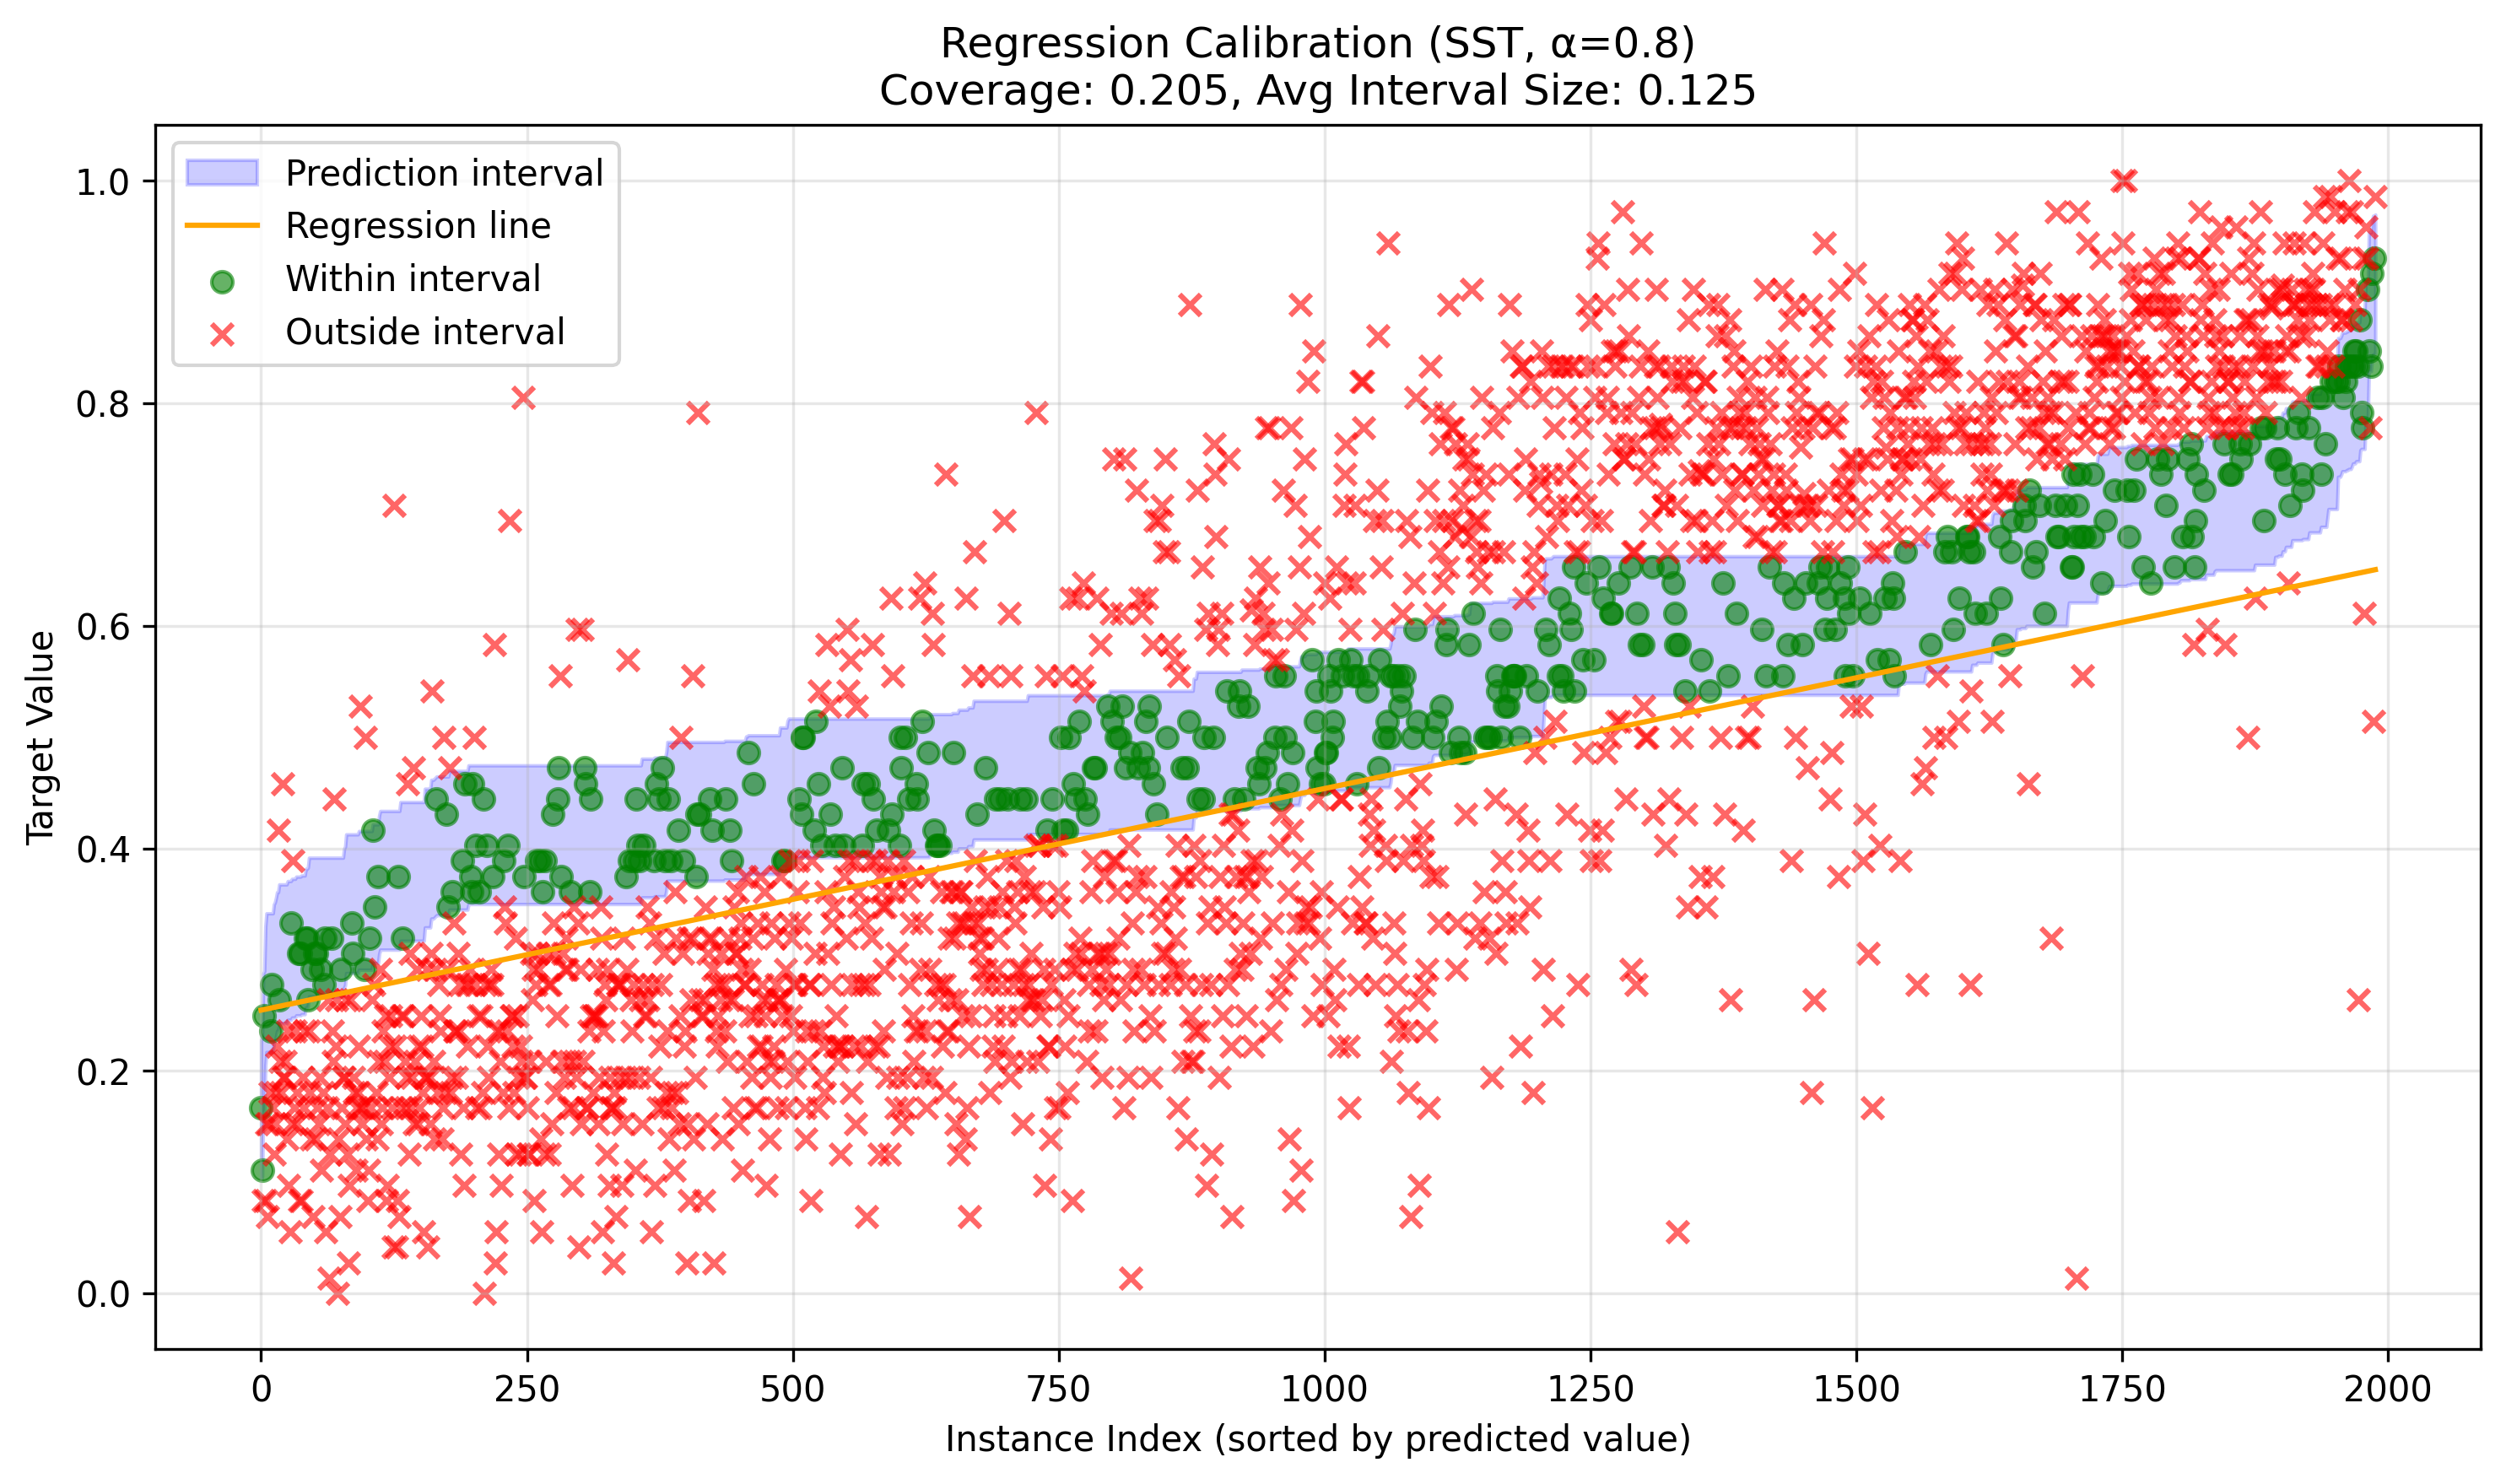 Regression Calibration (SST, α=0.8)
Coverage: 0.205, Avg Interval Size: 0.125
Prediction interval
Regression line
Within interval
Outside interval
Target Value
1.0
0.8
0.6
0.4
0.2
0.0
0
250
500
750
1000
1250
1500
1750
2000
Instance Index (sorted by predicted value)